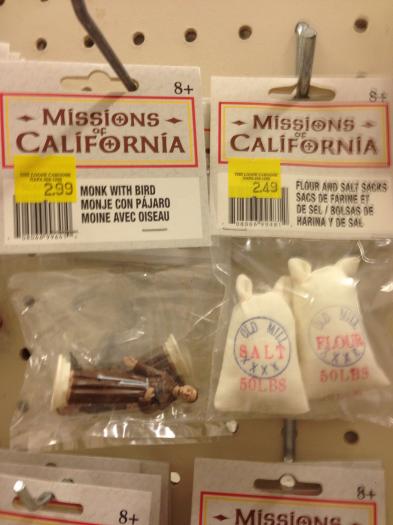 8+
MISSIONS
OF
CALIFORNIA
2.99
MONK WITH BIRD
MONJE CON PÁJARO
MOINE AVEC OISEAU
8+
MISSIONS
OF
CALIFORNIA
2.49
FLOUR AND SALT SACKS
SACS DE FARINE ET
DE SEL / BOLSAS DE
HARINA Y DE SAL
OLD MILL
SALT
XXXX
50LBS
OLD MILL
FLOUR
XXXX
50LBS
8+
8+
MISSIONS